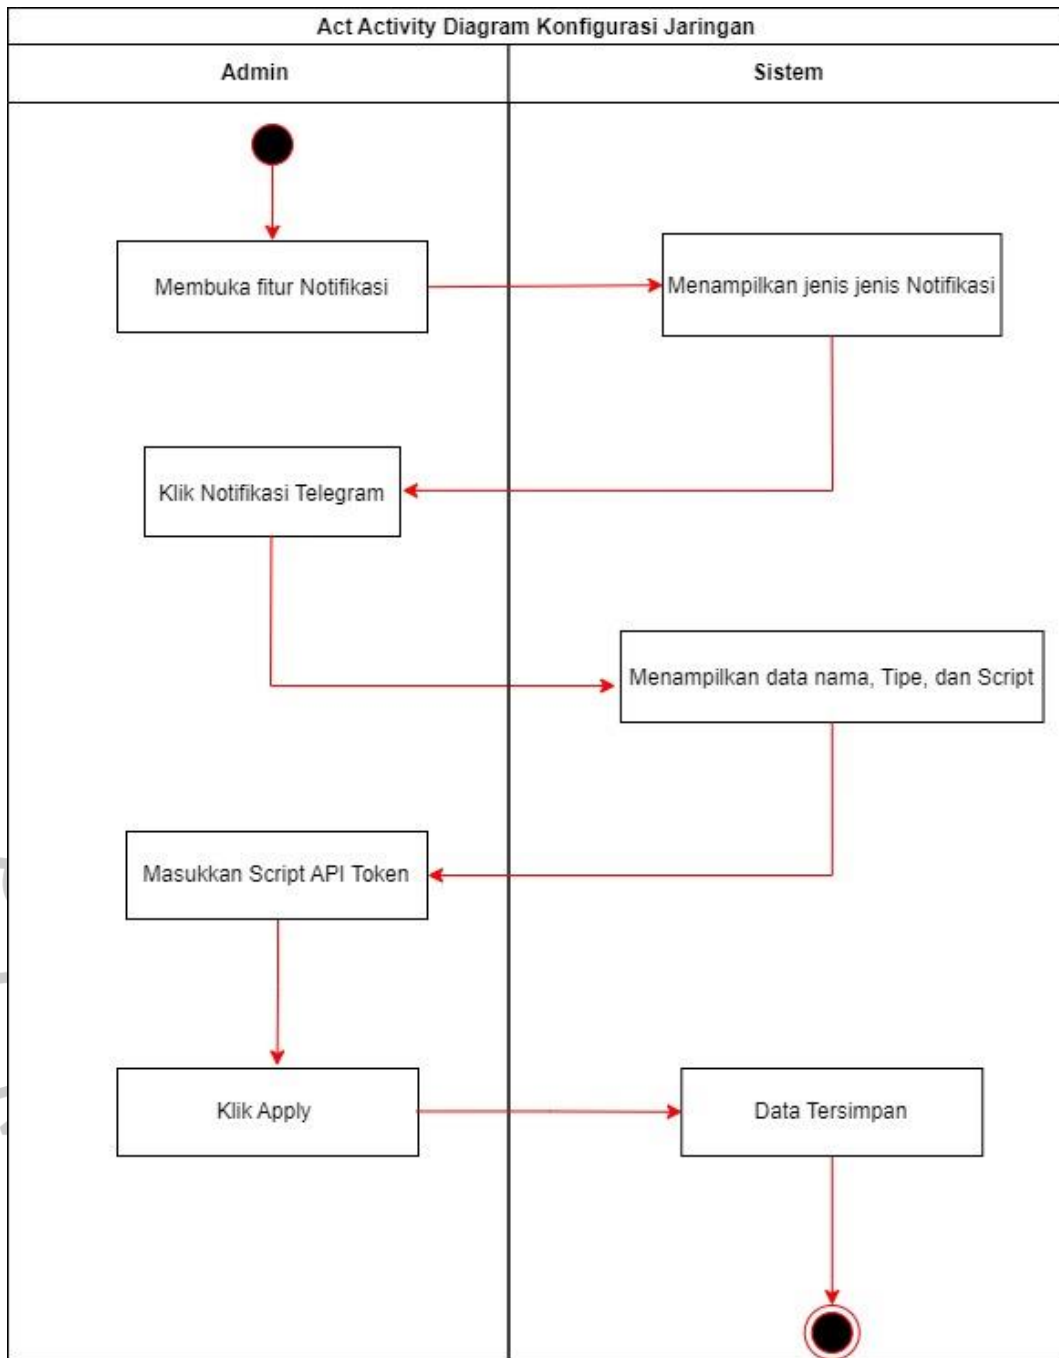 Act Activity Diagram Konfigurasi Jaringan
Admin
Sistem
Membuka fitur Notifikasi
Menampilkan jenis jenis Notifikasi
Klik Notifikasi Telegram
Menampilkan data nama, Tipe, dan Script
Masukkan Script API Token
Klik Apply
Data Tersimpan